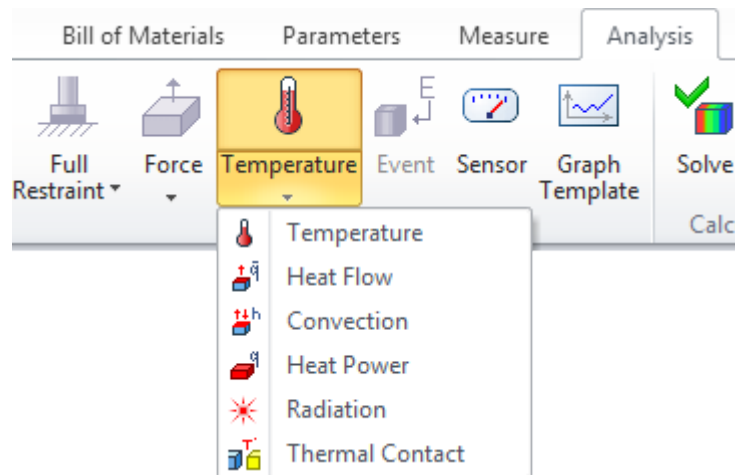 Bill of Materials Parameters Measure Analysis
E
Full Restraint Force Temperature Event Sensor Graph Template Solve
Calc
Temperature
q Heat Flow
h Convection
q Heat Power
Radiation
T Thermal Contact